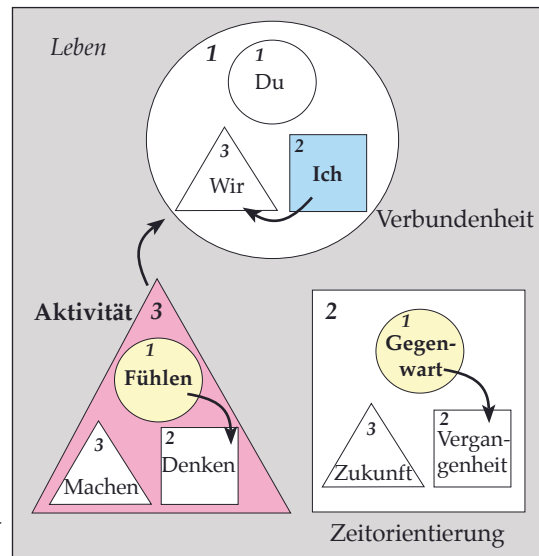 Leben
1
1
Du
3
Wir
2
Ich
Verbundenheit
Aktivität
3
1
Fühlen
3
Machen
2
Denken
2
1
Gegen-
wart
3
Zukunft
2
Vergan-
genheit
Zeitorientierung